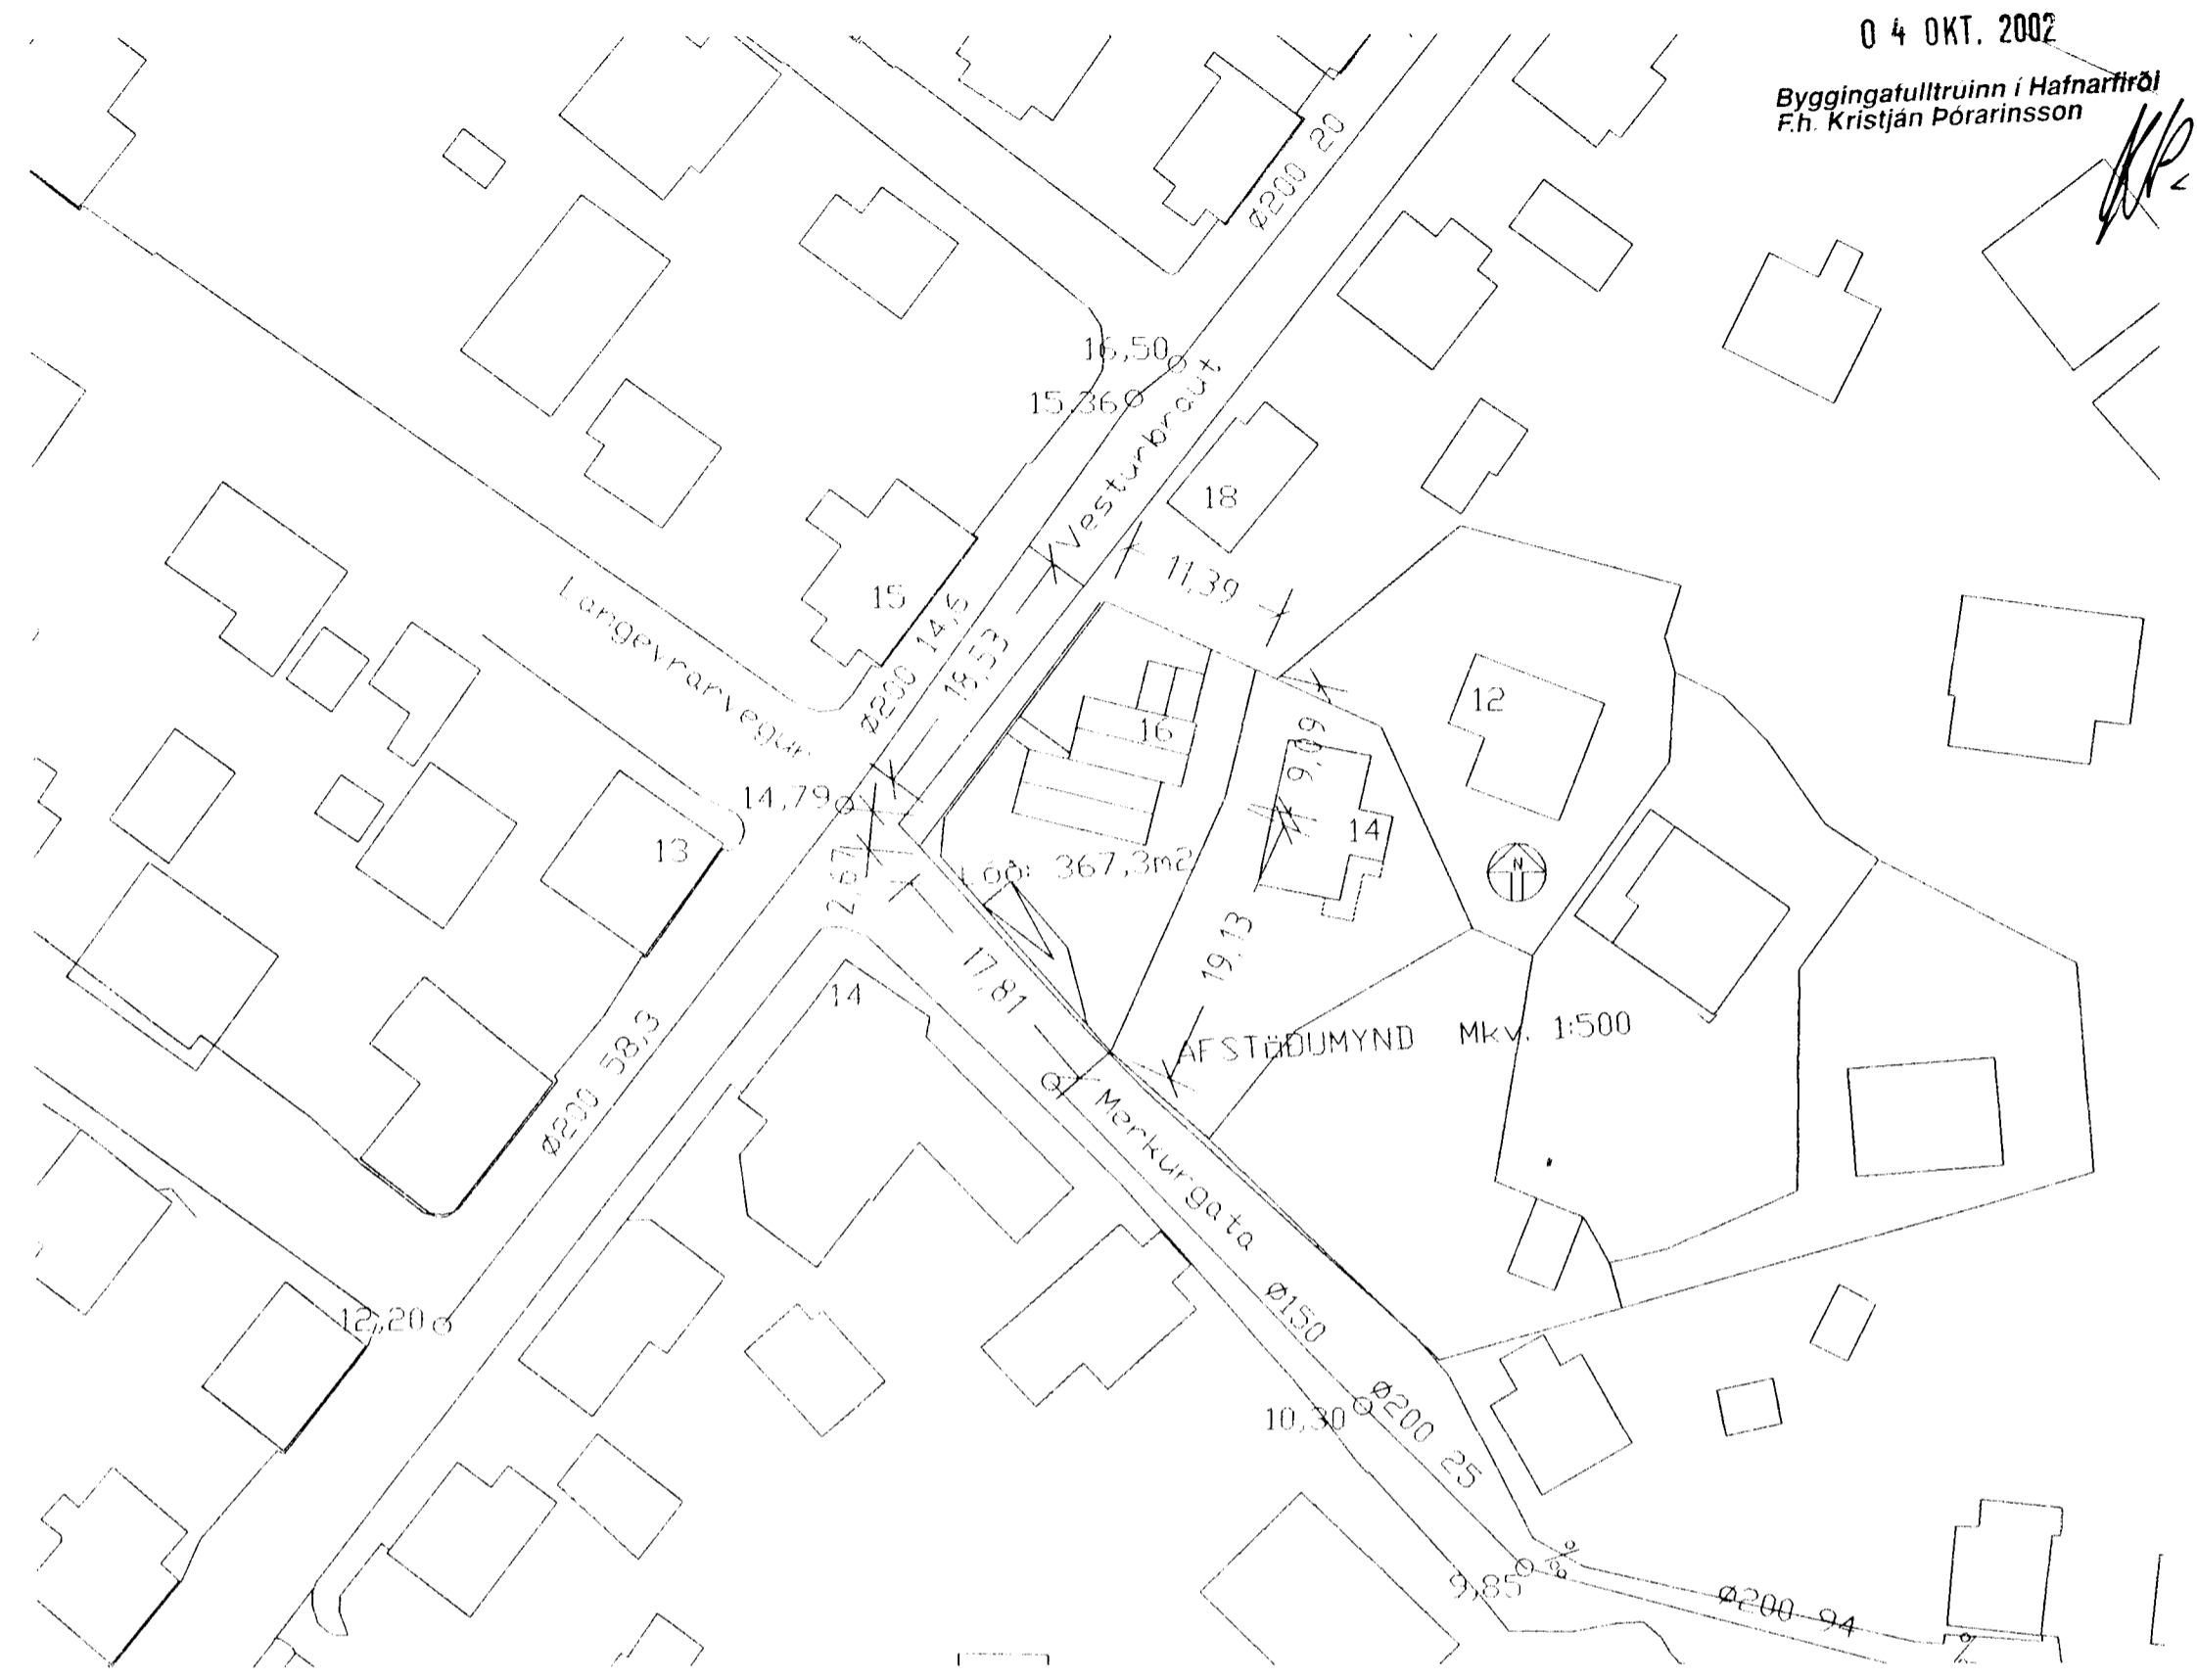 0 4 OKT. 2002
Byggingafulltrúinn í Hafnarfirði
F.h. Kristján Þórarinsson
Ø200 20
16,50
15,36
Vesturbraut
18
11,39
15
Langevrarvegur
Ø200 14,6
18,53
12
16
9,09
14,79
14
13
N
2,67
Lóð: 367,3m2
19,13
17,81
14
AFSTÖÐUMYND Mkv. 1:500
Ø200 58,3
Merkurgata
12,20
Ø150
Ø200 25
10,30
9,85
Ø200 94